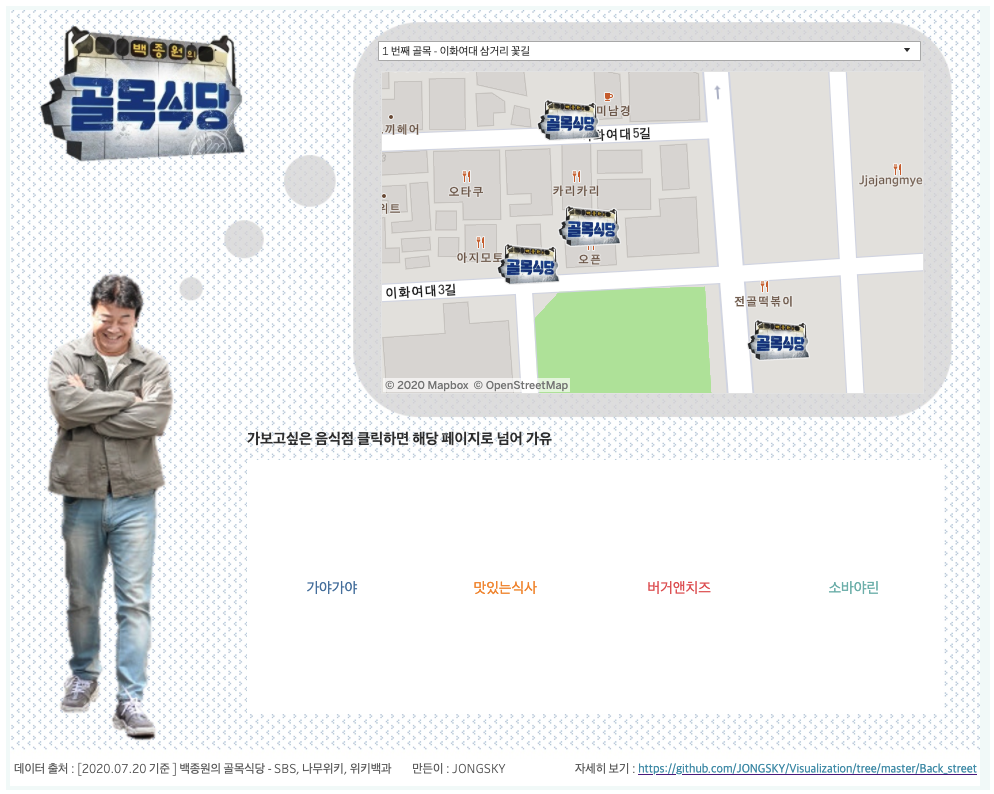 백종원의
골목식당
1 번째 골목 - 이화여대 삼거리 꽃길
미남경
끼헤어
골목식당
화여대5길
Jjajangmye
오타쿠
카리카리
위트
골목식당
아지모토
오픈
골목식당
이화여대3길
전골떡볶이
골목식당
© 2020 Mapbox © OpenStreetMap
가보고싶은 음식점 클릭하면 해당 페이지로 넘어 가유
가야가야
맛있는식사
버거앤치즈
소바야린
데이터 출처 : [2020.07.20 기준 ] 백종원의 골목식당 - SBS, 나무위키, 위키백과
만든이 : JONGSKY
자세히 보기 : https://github.com/JONGSKY/Visualization/tree/master/Back_street